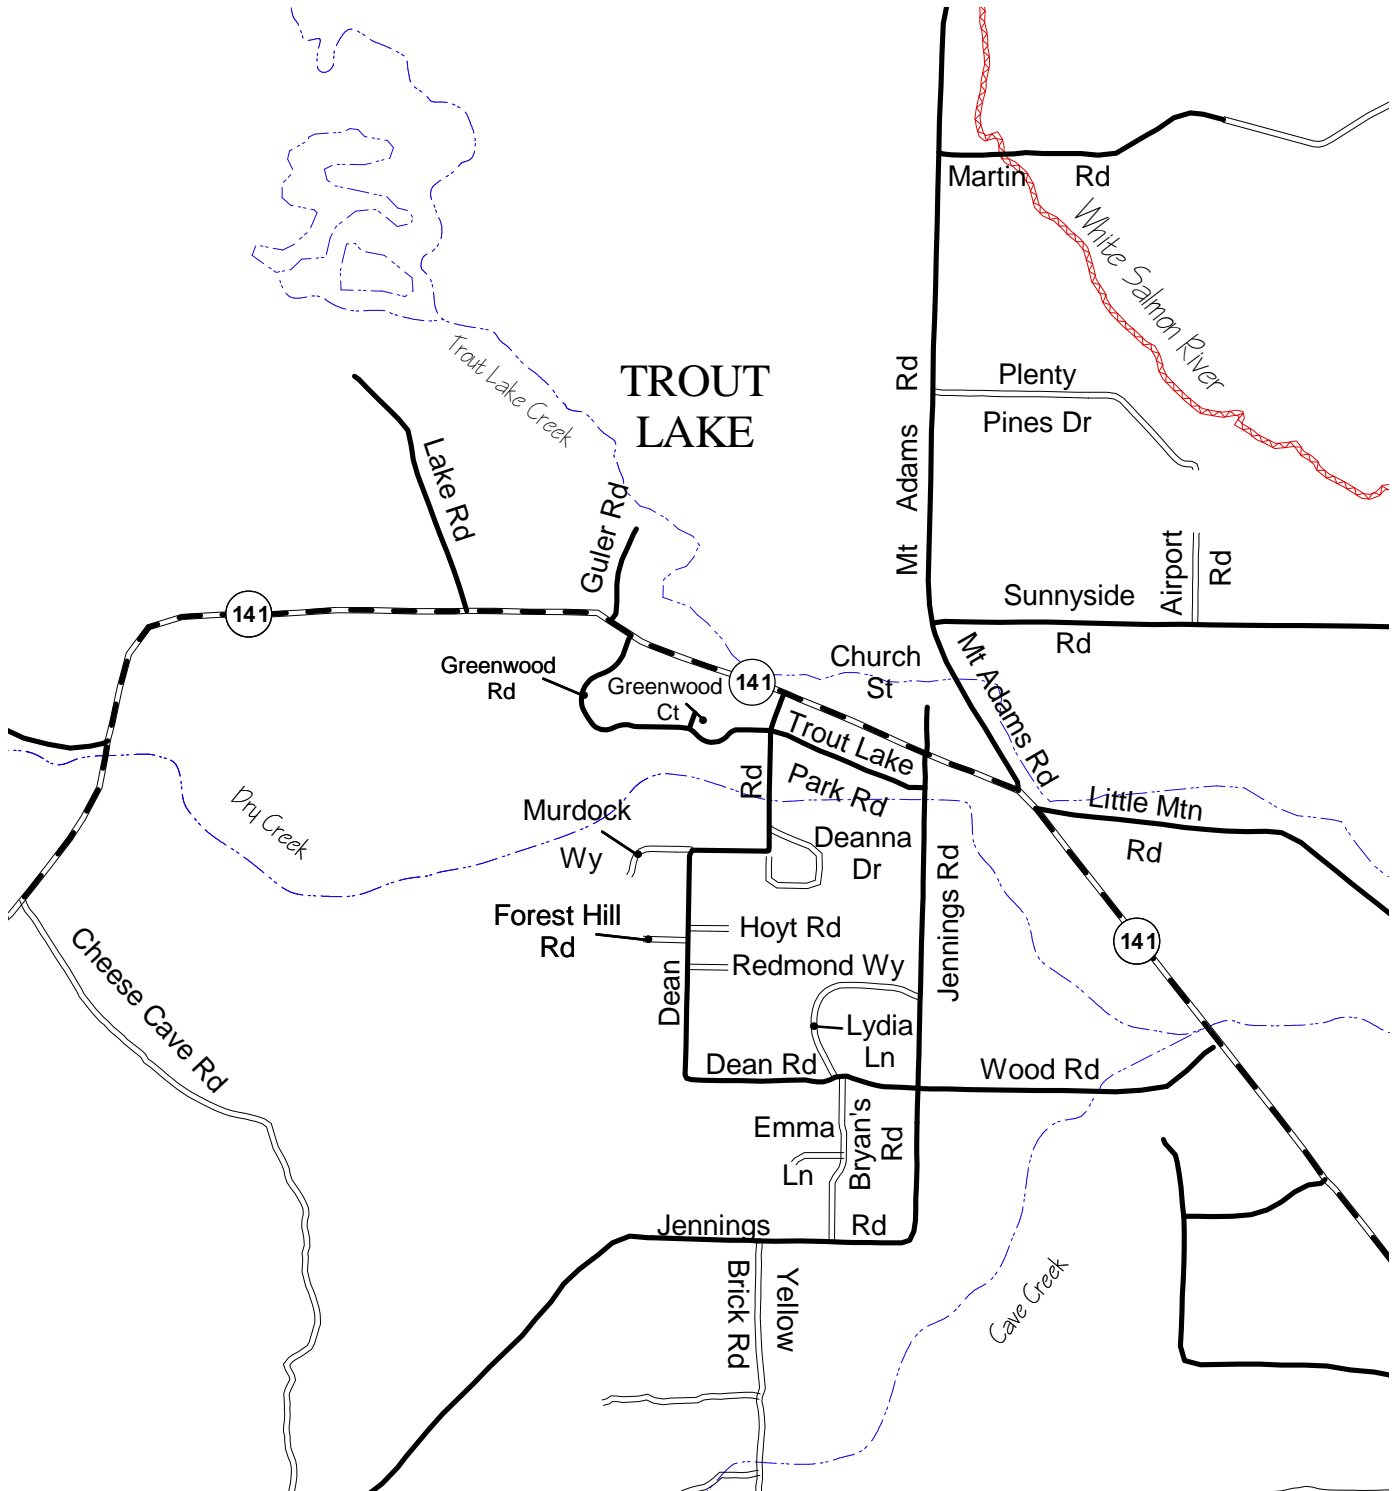 Martin Rd
White Salmon River
Trout Lake Creek
TROUT
LAKE
Plenty
Pines Dr
Mt Adams Rd
Lake Rd
Guler Rd
Airport
Rd
Sunnyside
Rd
141
Church
St
Mt Adams Rd
Greenwood
Rd
Greenwood
Ct
141
Trout Lake
Park Rd
Rd
Little Mtn
Rd
Dry Creek
Murdock
Wy
Deanna
Dr
Jennings Rd
Forest Hill
Rd
Hoyt Rd
Redmond Wy
141
Cheese Cave Rd
Dean
Lydia
Ln
Dean Rd
Wood Rd
Emma
Ln
Bryan's
Rd
Jennings Rd
Yellow
Brick Rd
Cave Creek